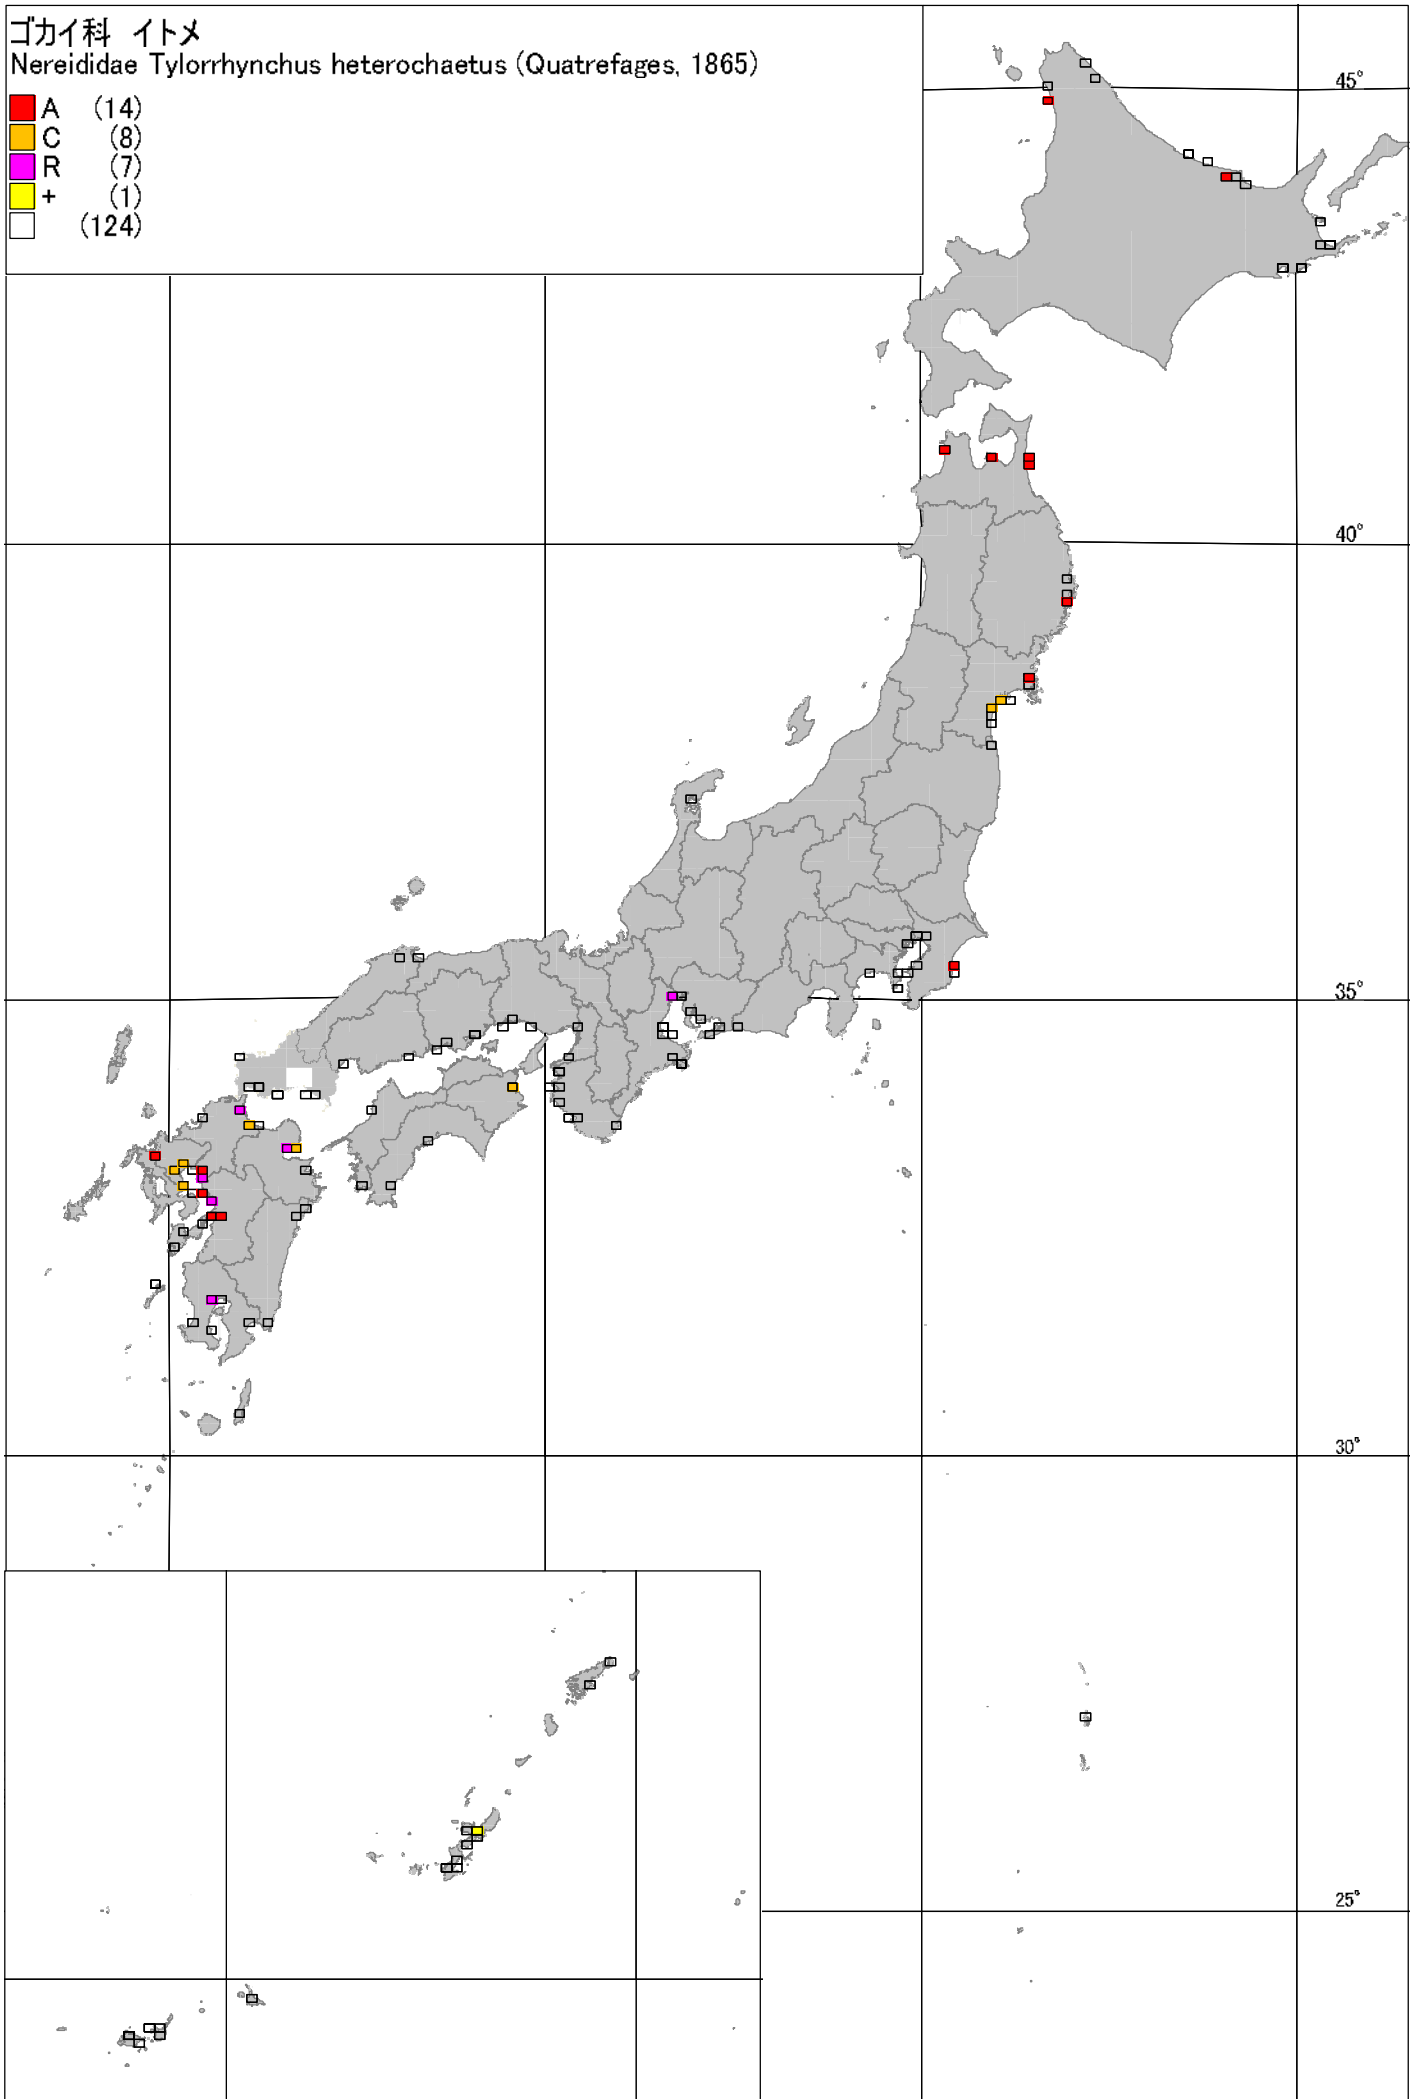 ゴカイ科 イトメ
Nereididae Tylorrhynchus heterochaetus (Quatrefages, 1865)
A (14)
C (8)
R (7)
+ (1)
(124)
45°
40°
35°
30°
25°